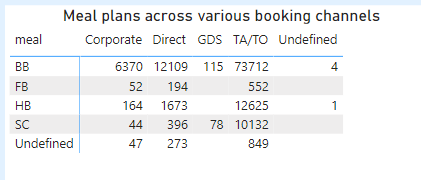 Meal plans across various booking channels
meal Corporate Direct GDS TA/TO Undefined
BB 6370 12109 115 73712 4
FB 52 194 552
HB 164 1673 12625 1
SC 44 396 78 10132
Undefined 47 273 849